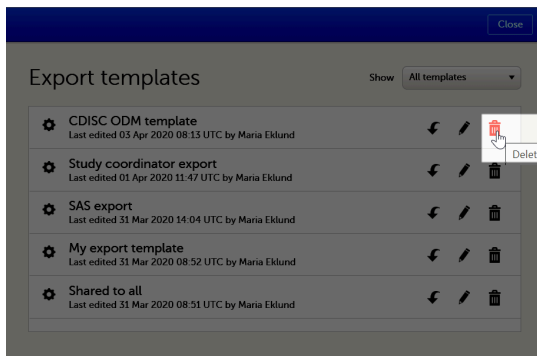 Close
Export templates
Show All templates
CDISC ODM template
Last edited 03 Apr 2020 08:13 UTC by Maria Eklund
Delet
Study coordinator export
Last edited 01 Apr 2020 11:47 UTC by Maria Eklund
SAS export
Last edited 31 Mar 2020 14:04 UTC by Maria Eklund
My export template
Last edited 31 Mar 2020 08:52 UTC by Maria Eklund
Shared to all
Last edited 31 Mar 2020 08:51 UTC by Maria Eklund